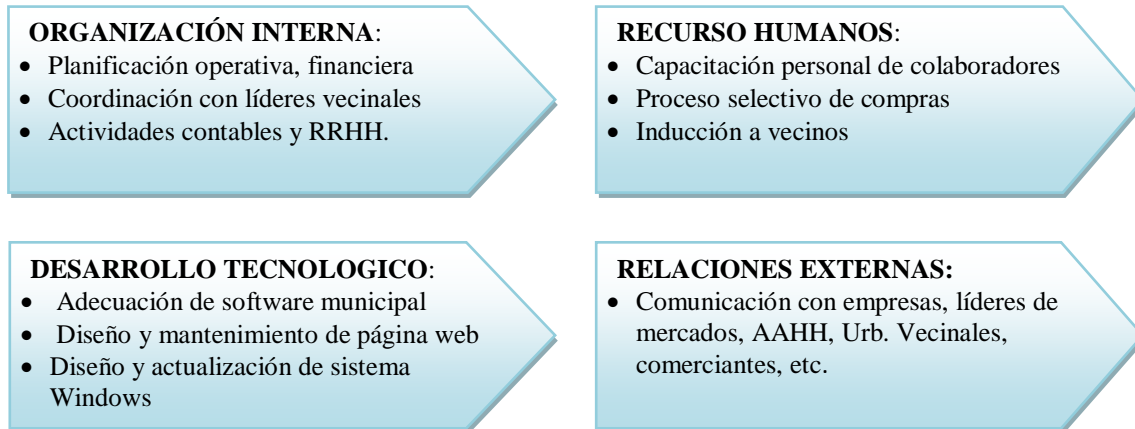 ORGANIZACIÓN INTERNA:
• Planificación operativa, financiera
• Coordinación con líderes vecinales
• Actividades contables y RRHH.
RECURSO HUMANOS:
• Capacitación personal de colaboradores
• Proceso selectivo de compras
• Inducción a vecinos
DESARROLLO TECNOLOGICO:
• Adecuación de software municipal
• Diseño y mantenimiento de página web
• Diseño y actualización de sistema
Windows
RELACIONES EXTERNAS:
• Comunicación con empresas, líderes de
mercados, AAHH, Urb. Vecinales,
comerciantes, etc.